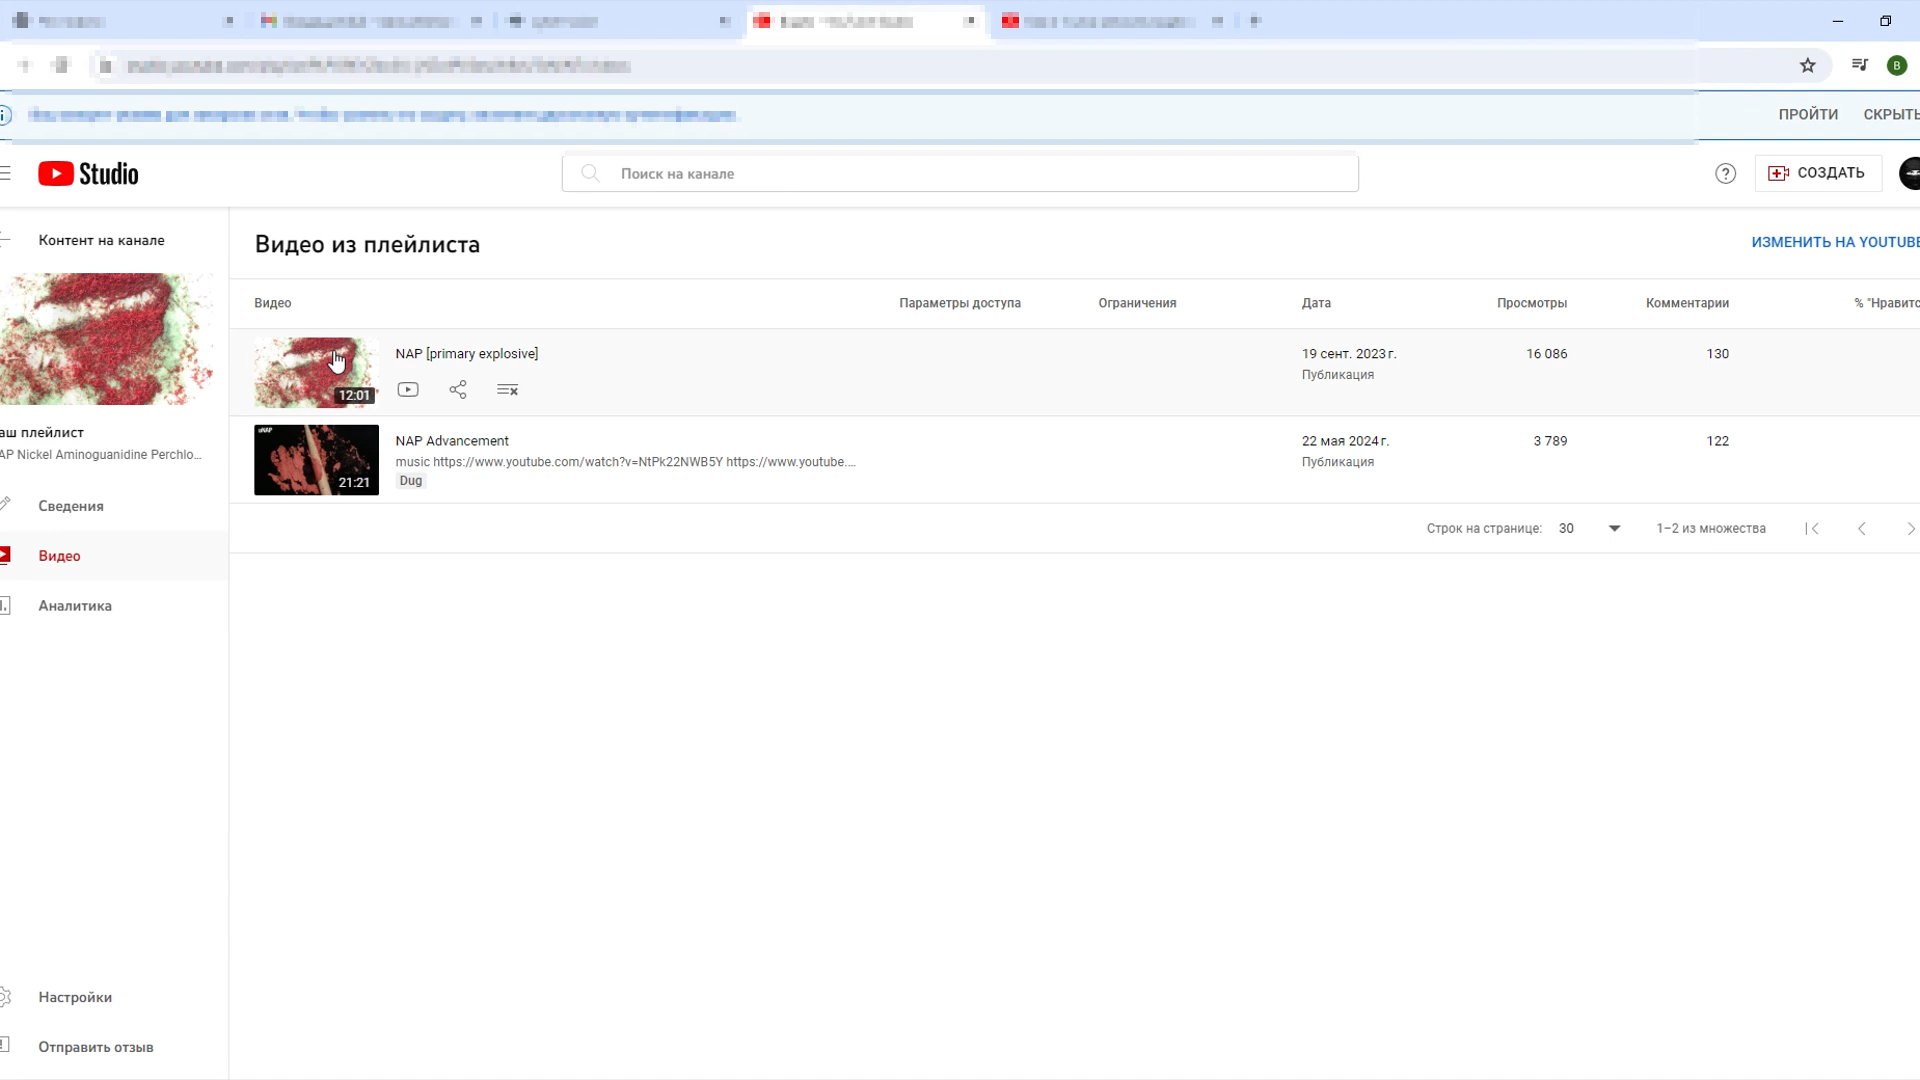 ПРОЙТИ
СКРЫТЬ
Studio
Поиск на канале
СОЗДАТЬ
B
Контент на канале
Видео из плейлиста
ИЗМЕНИТЬ НА YOUTUBE
Видео
Параметры доступа
Ограничения
Дата
Просмотры
Комментарии
% "Нравитс
12:01
NAP [primary explosive]
19 сент. 2023 г.
Публикация
16 086
130
аш плейлист
AP Nickel Aminoguanidine Perchlo...
21:21
NAP Advancement
music https://www.youtube.com/watch?v=NtPk22NWB5Y https://www.youtube....
Dug
22 мая 2024 г.
Публикация
3 789
122
Строк на странице: 30
1–2 из множества
Сведения
Видео
Аналитика
Настройки
Отправить отзыв